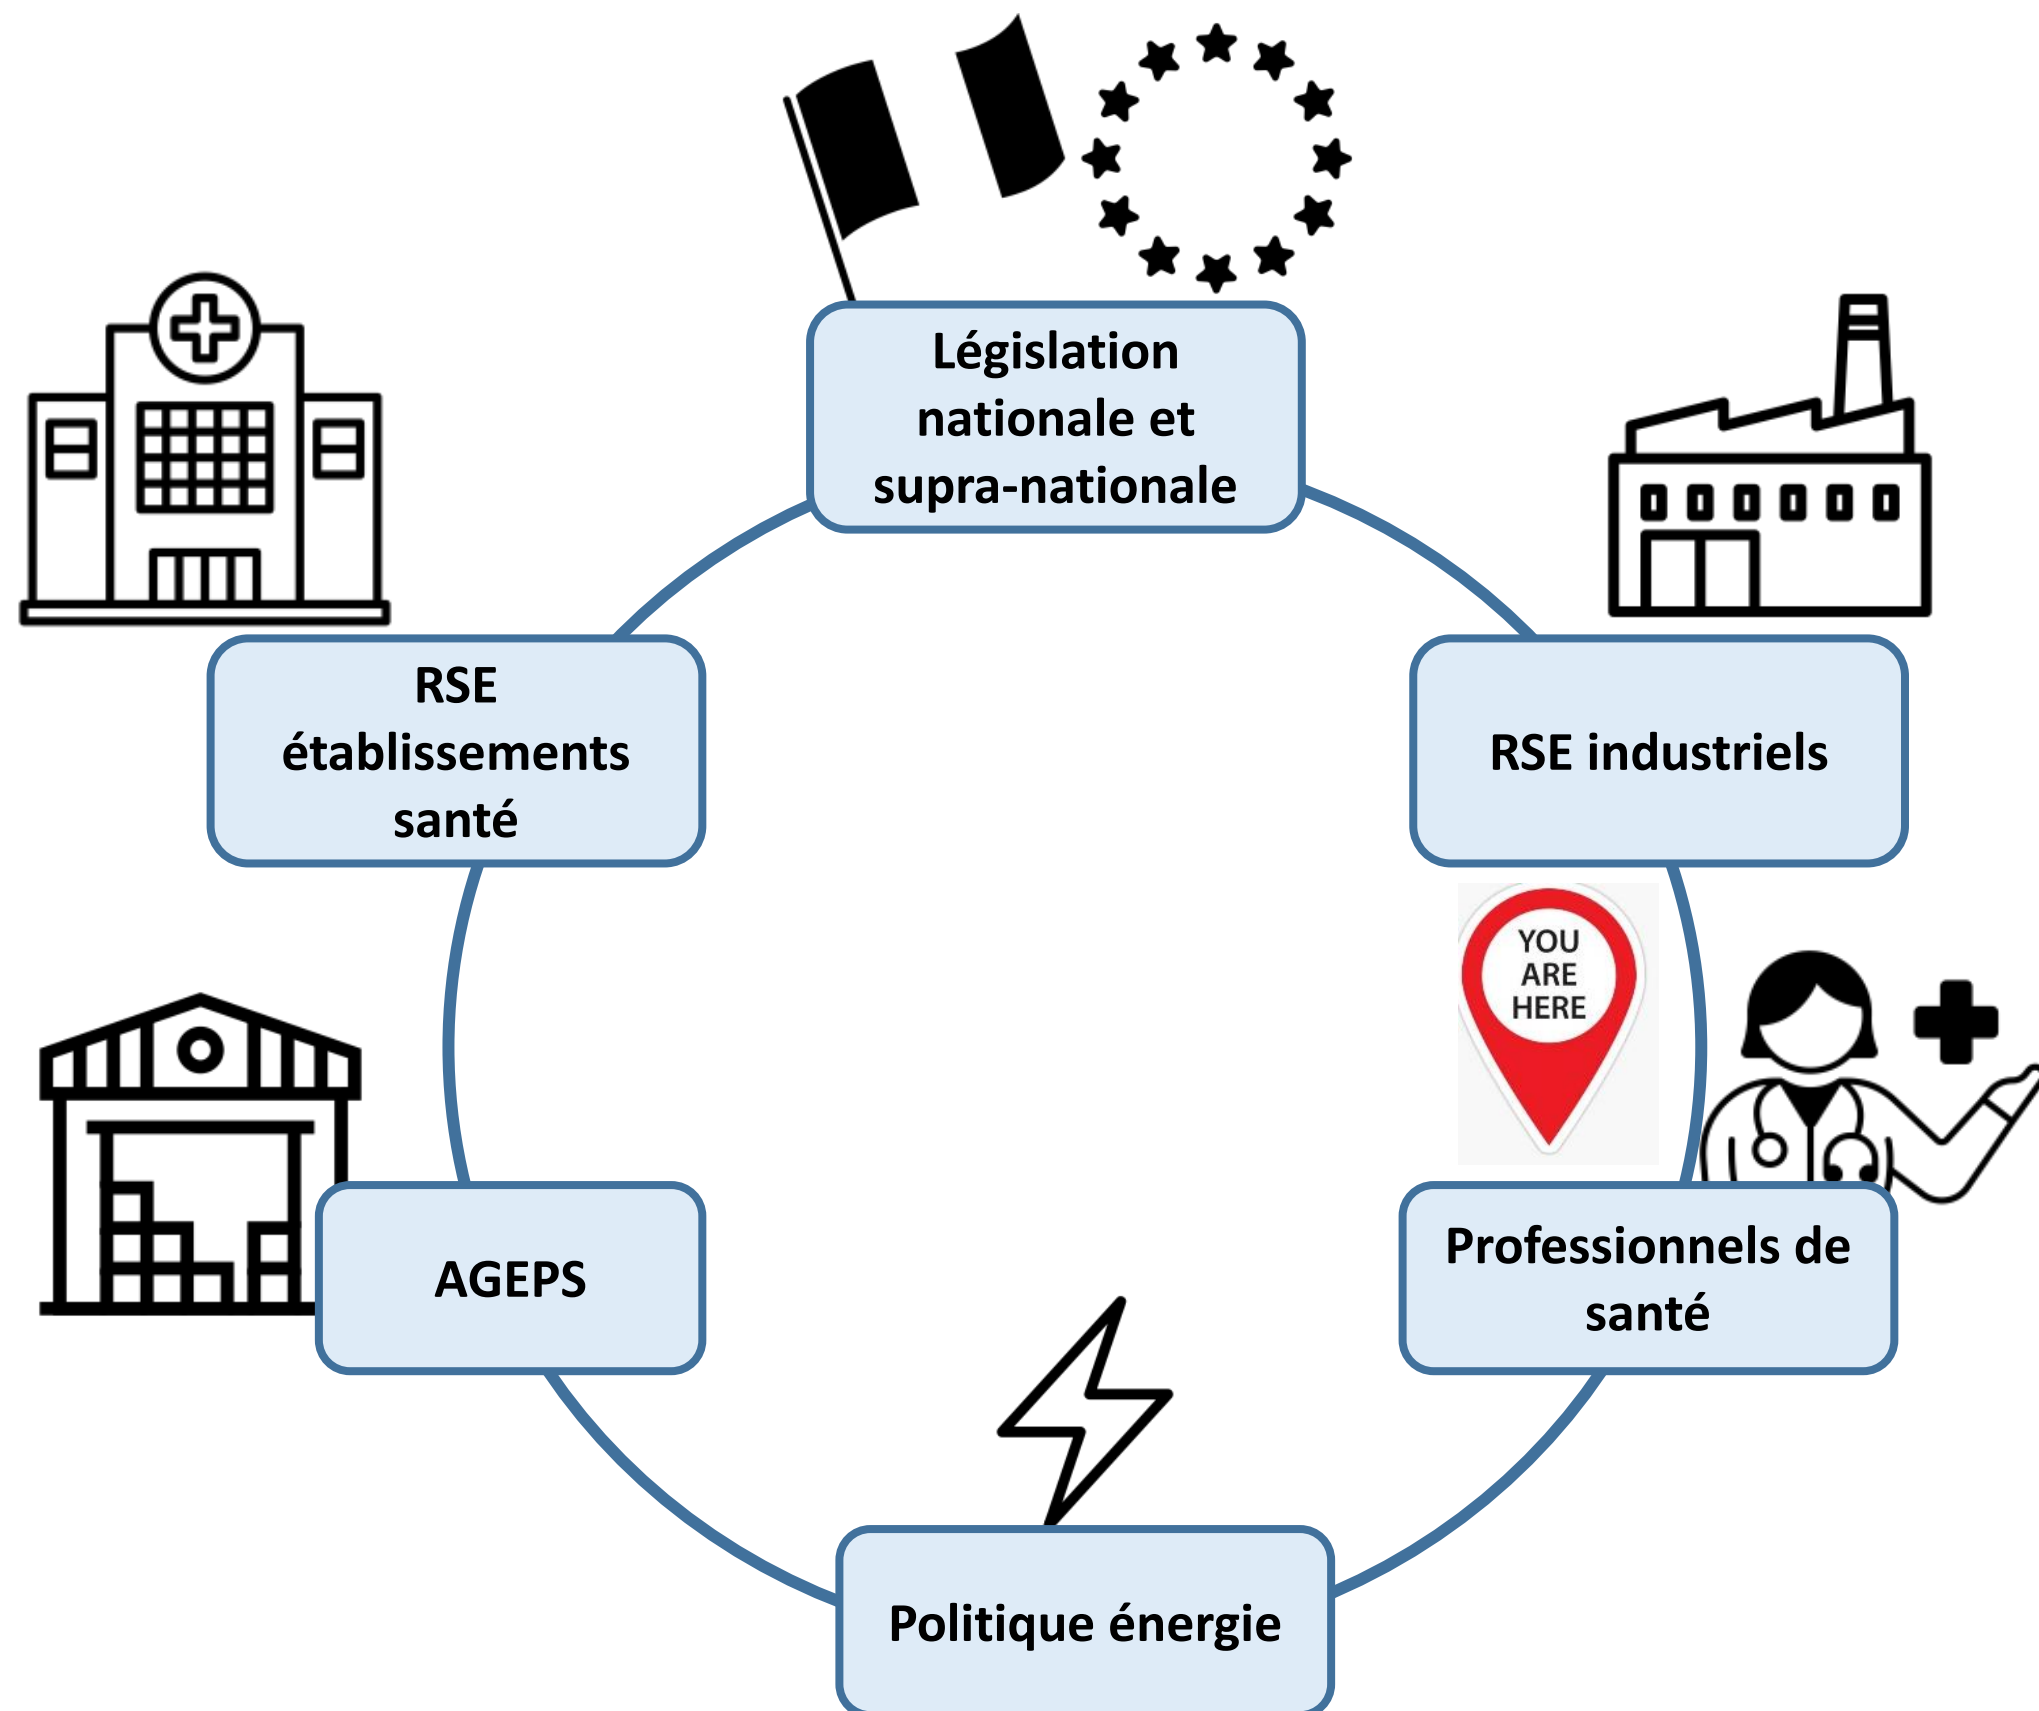 Législation
nationale et
supra-nationale
RSE
établissements
santé
RSE industriels
YOU
ARE
HERE
AGEPS
Professionnels de
santé
Politique énergie